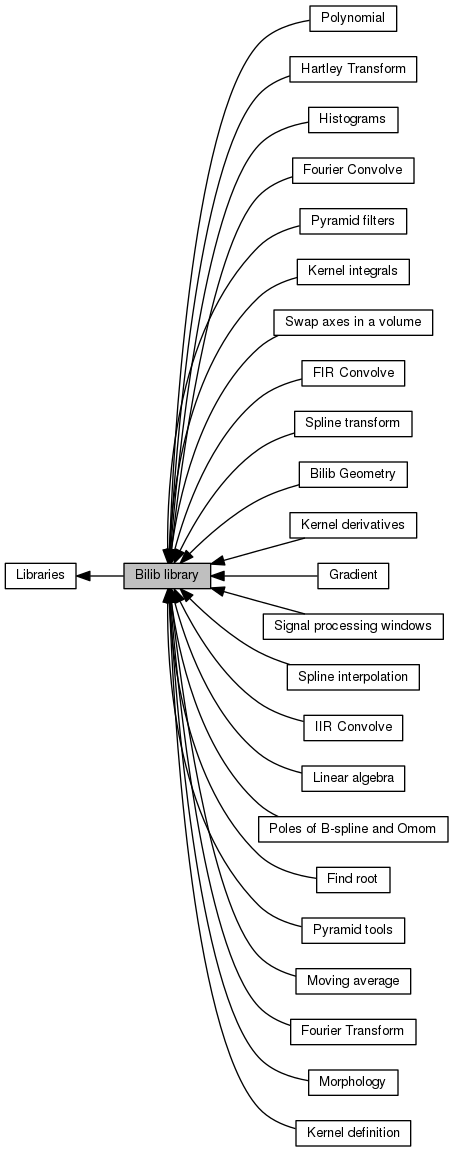 Polynomial
Hartley Transform
Histograms
Fourier Convolve
Pyramid filters
Kernel integrals
Swap axes in a volume
FIR Convolve
Spline transform
Bilib Geometry
Kernel derivatives
Libraries
Bilib library
Gradient
Signal processing windows
Spline interpolation
IIR Convolve
Linear algebra
Poles of B-spline and Omom
Find root
Pyramid tools
Moving average
Fourier Transform
Morphology
Kernel definition